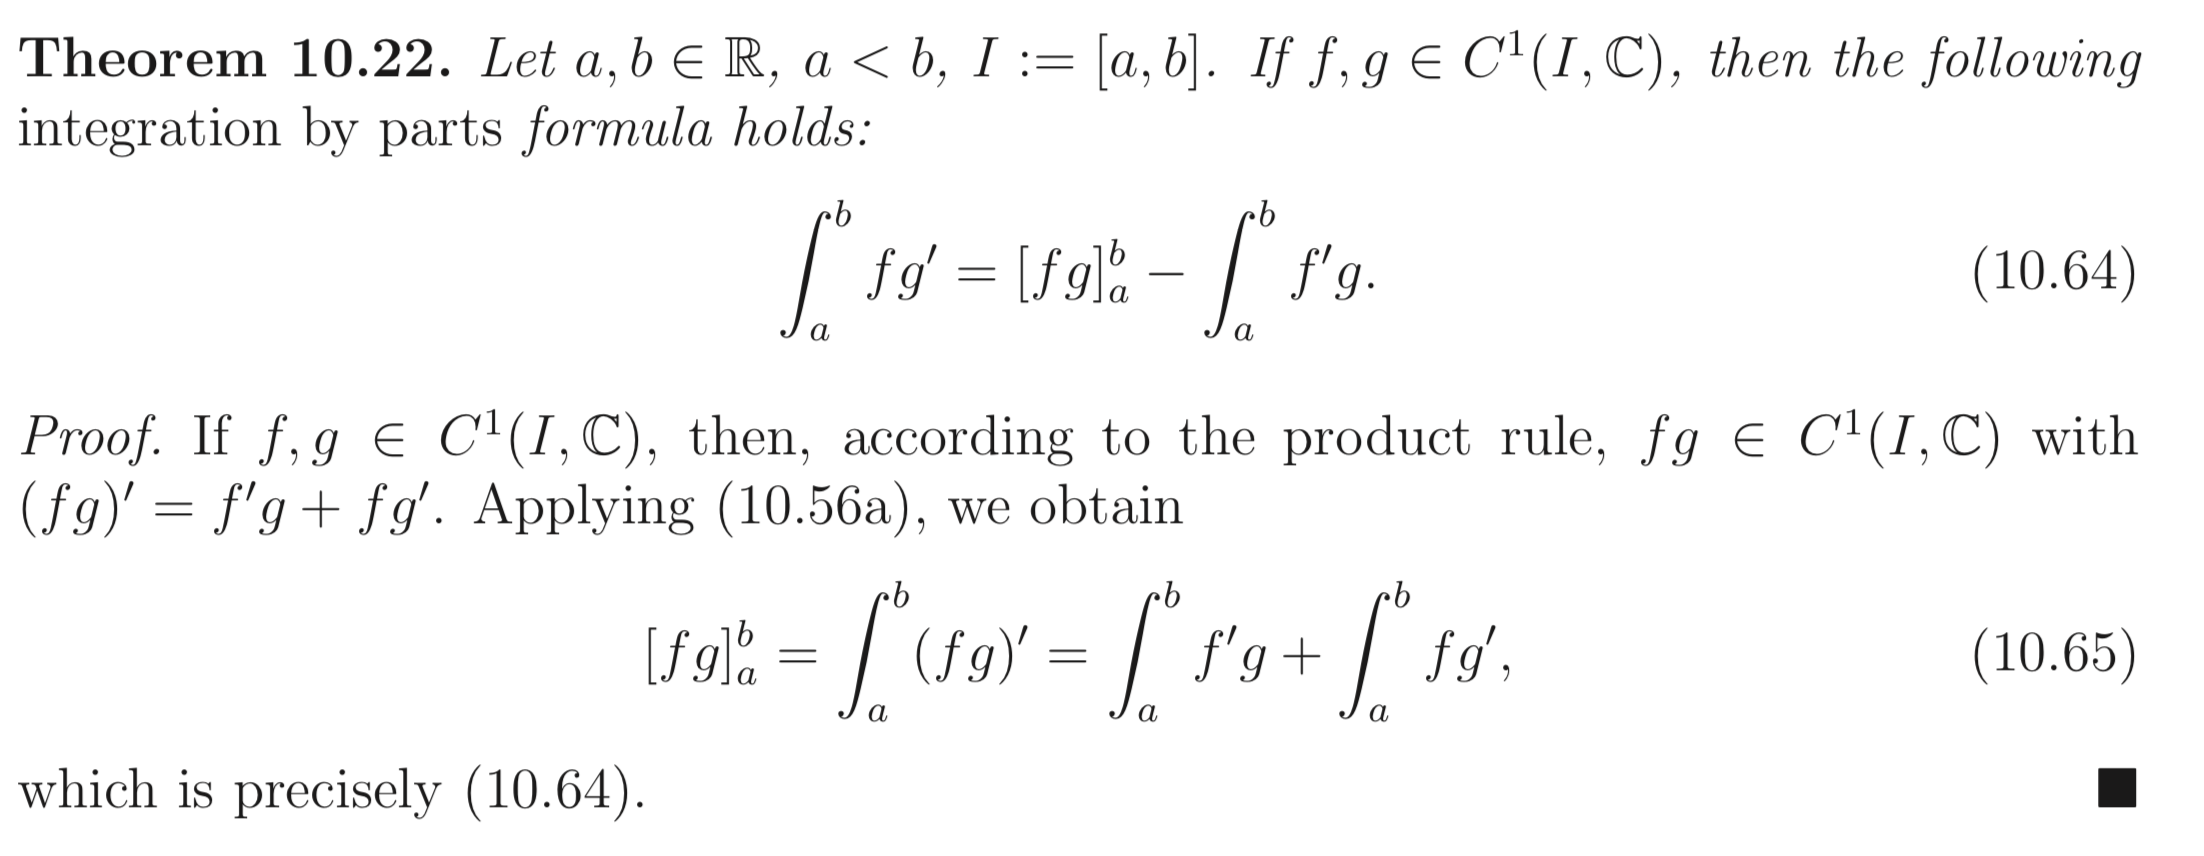 Theorem 10.22. Let a, b ∈ ℝ, a < b, I := [a, b]. If f, g ∈ C¹(I, ℂ), then the following
integration by parts formula holds:
∫_a^b fg′ = [fg]_a^b − ∫_a^b f′g. (10.64)
Proof. If f, g ∈ C¹(I, ℂ), then, according to the product rule, fg ∈ C¹(I, ℂ) with
(fg)′ = f′g + fg′. Applying (10.56a), we obtain
[fg]_a^b = ∫_a^b (fg)′ = ∫_a^b f′g + ∫_a^b fg′, (10.65)
which is precisely (10.64). ■